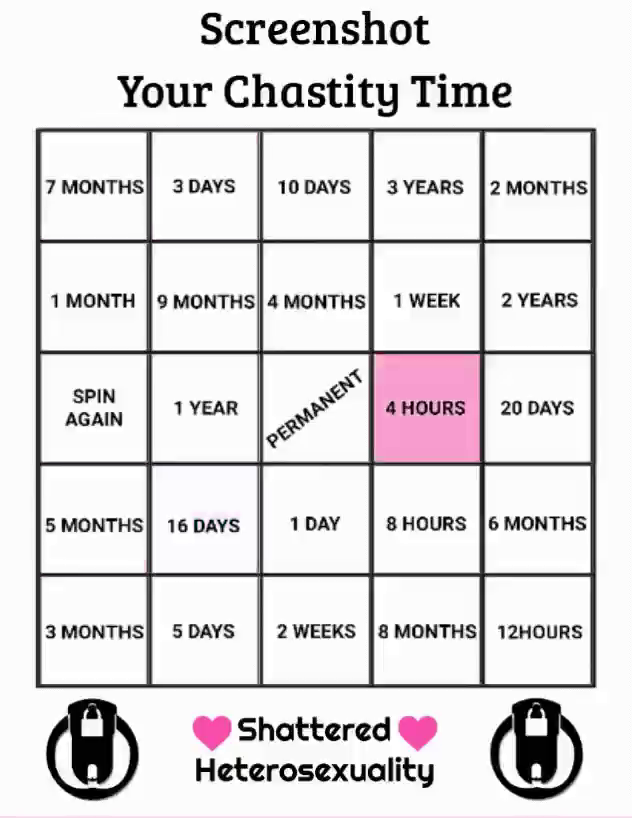 Screenshot
Your Chastity Time
7 MONTHS
3 DAYS
10 DAYS
3 YEARS
2 MONTHS
1 MONTH
9 MONTHS
4 MONTHS
1 WEEK
2 YEARS
SPIN
AGAIN
1 YEAR
PERMANENT
4 HOURS
20 DAYS
5 MONTHS
16 DAYS
1 DAY
8 HOURS
6 MONTHS
3 MONTHS
5 DAYS
2 WEEKS
8 MONTHS
12HOURS
Shattered
Heterosexuality